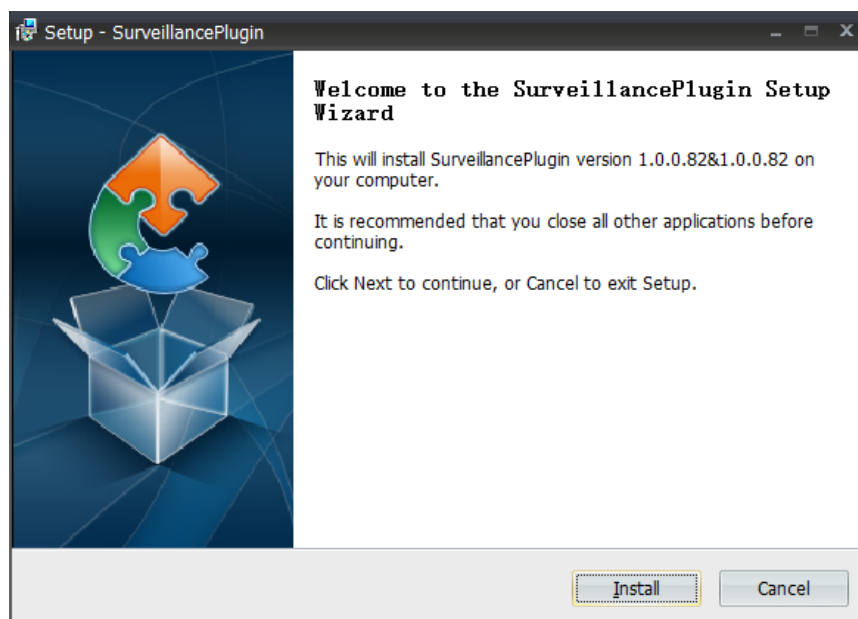 Setup - SurveillancePlugin
Welcome to the SurveillancePlugin Setup
Wizard
This will install SurveillancePlugin version 1.0.0.82&1.0.0.82 on
your computer.
It is recommended that you close all other applications before
continuing.
Click Next to continue, or Cancel to exit Setup.
Install
Cancel